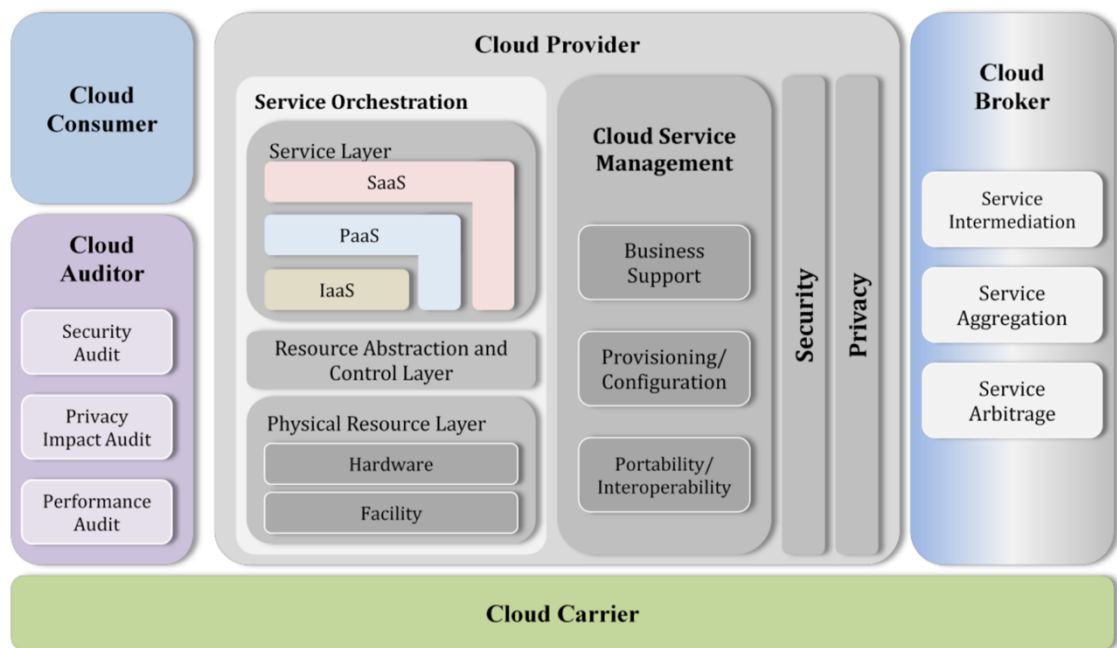 Cloud
Consumer
Cloud
Auditor
Security
Audit
Privacy
Impact Audit
Performance
Audit
Cloud Provider
Service Orchestration
Service Layer
SaaS
PaaS
IaaS
Resource Abstraction and
Control Layer
Physical Resource Layer
Hardware
Facility
Cloud Service
Management
Business
Support
Provisioning/
Configuration
Portability/
Interoperability
Security
Privacy
Cloud
Broker
Service
Intermediation
Service
Aggregation
Service
Arbitrage
Cloud Carrier